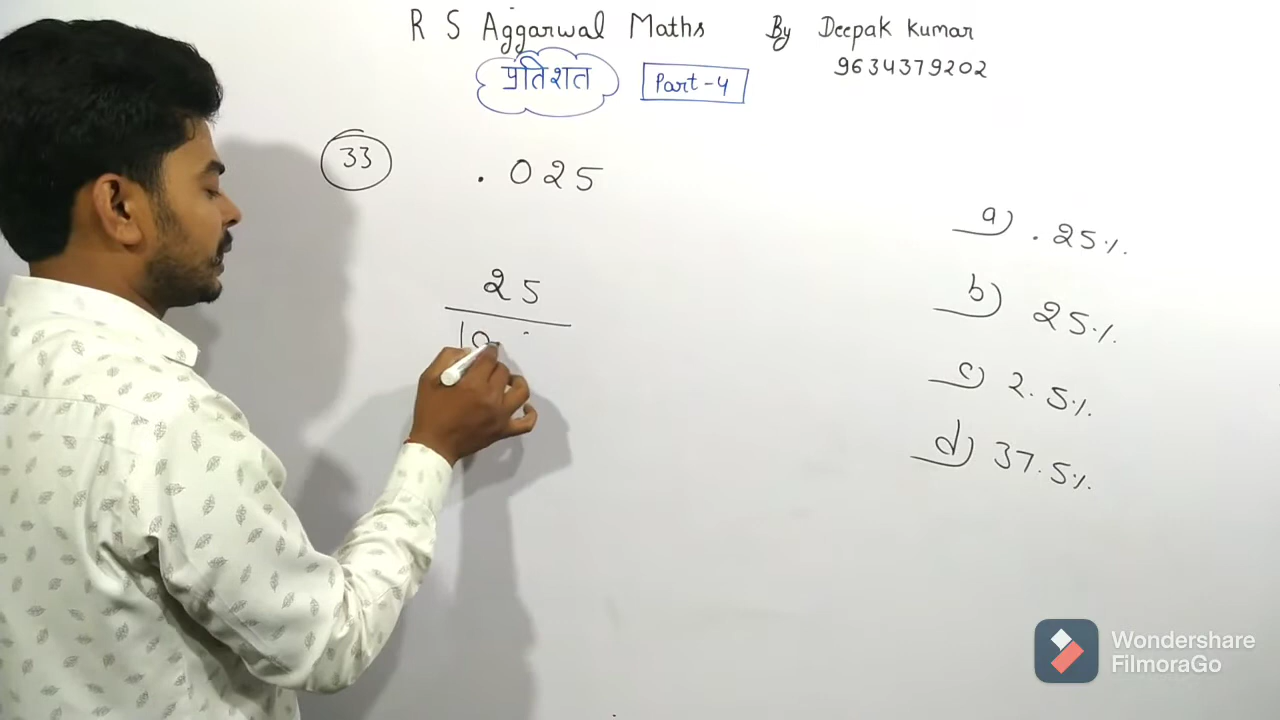 R S Aggarwal Maths By Deepak Kumar
9634379202
प्रतिशत Part-4
33 .025
a) .25%
25
b) 25%
10
c) 2.5%
d) 37.5%
Wondershare
FilmoraGo